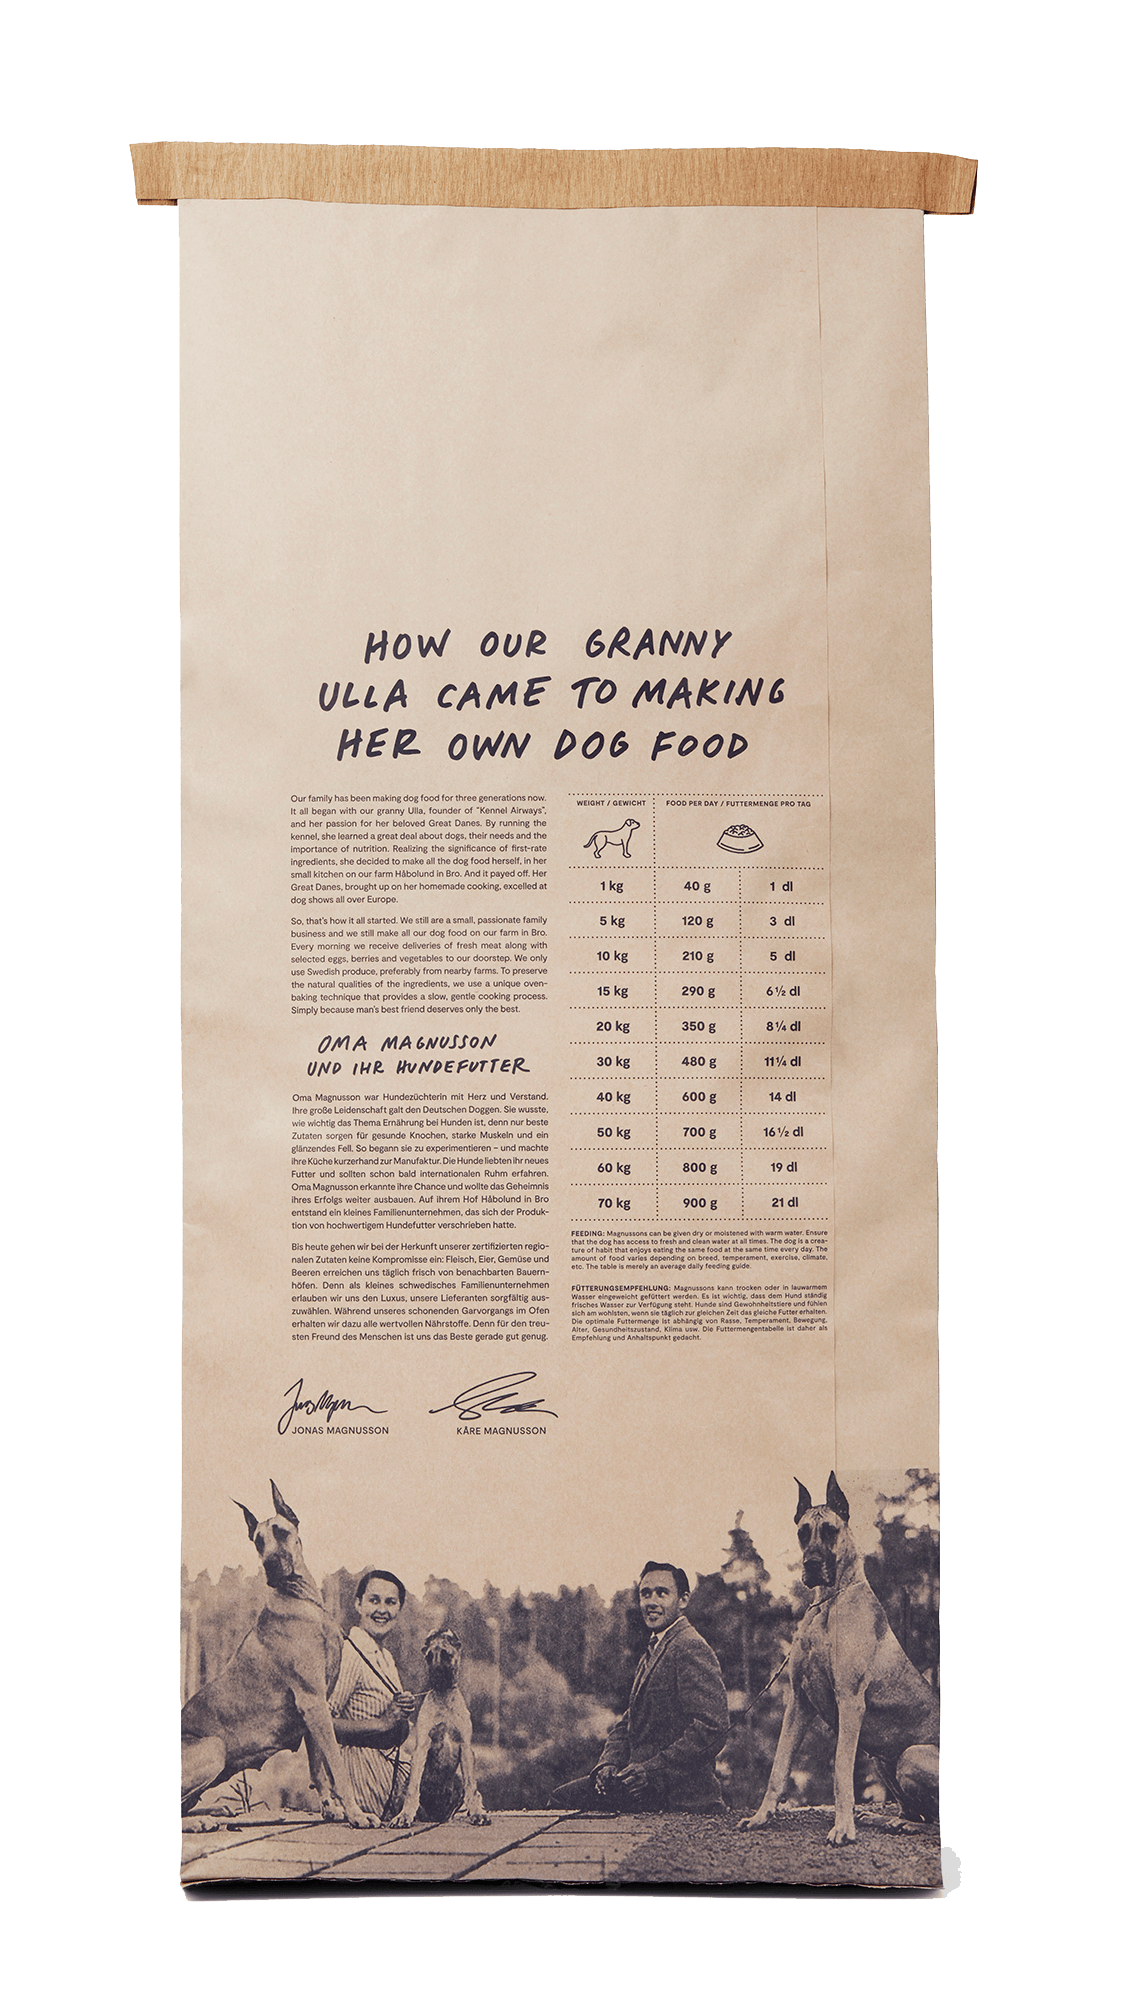 HOW OUR GRANNY
ULLA CAME TO MAKING
HER OWN DOG FOOD
Our family has been making dog food for three generations now.
It all began with our granny Ulla, founder of "Kennel Airways",
and her passion for her beloved Great Danes. By running the
kennel, she learned a great deal about dogs, their needs and the
importance of nutrition. Realizing the significance of first-rate
ingredients, she decided to make all the dog food herself, in her
small kitchen on our farm Håbolund in Bro. And it payed off. Her
Great Danes, brought up on her homemade cooking, excelled at
dog shows all over Europe.
So, that's how it all started. We still are a small, passionate family
business and we still make all our dog food on our farm in Bro.
Every morning we receive deliveries of fresh meat along with
selected eggs, berries and vegetables to our doorstep. We only
use Swedish produce, preferably from nearby farms. To preserve
the natural qualities of the ingredients, we use a unique oven-
baking technique that provides a slow, gentle cooking process.
Simply because man's best friend deserves only the best.
OMA MAGNUSSON
UND IHR HUNDEFUTTER
Oma Magnusson war Hundezüchterin mit Herz und Verstand.
Ihre große Leidenschaft galt den Deutschen Doggen. Sie wusste,
wie wichtig das Thema Ernährung bei Hunden ist, denn nur beste
Zutaten sorgen für gesunde Knochen, starke Muskeln und ein
glänzendes Fell. So begann sie zu experimentieren – und machte
ihre Küche kurzerhand zur Manufaktur. Die Hunde liebten ihr neues
Futter und sollten schon bald internationalen Ruhm erfahren.
Oma Magnusson erkannte ihre Chance und wollte das Geheimnis
ihres Erfolgs weiter ausbauen. Auf ihrem Hof Håbolund in Bro
entstand ein kleines Familienunternehmen, das sich der Produk-
tion von hochwertigem Hundefutter verschrieben hatte.
Bis heute gehen wir bei der Herkunft unserer zertifizierten regio-
nalen Zutaten keine Kompromisse ein: Fleisch, Eier, Gemüse und
Beeren erreichen uns täglich frisch von benachbarten Bauern-
höfen. Denn als kleines schwedisches Familienunternehmen
erlauben wir uns den Luxus, unsere Lieferanten sorgfältig aus-
zuwählen. Während unseres schonenden Garvorgangs im Ofen
erhalten wir dazu alle wertvollen Nährstoffe. Denn für den treu-
sten Freund des Menschen ist uns das Beste gerade gut genug.
JONAS MAGNUSSON
KÅRE MAGNUSSON
WEIGHT / GEWICHT FOOD PER DAY / FUTTERMENGE PRO TAG
1 kg 40 g 1 dl
5 kg 120 g 3 dl
10 kg 210 g 5 dl
15 kg 290 g 6 ½ dl
20 kg 350 g 8 ¼ dl
30 kg 480 g 11 ¼ dl
40 kg 600 g 14 dl
50 kg 700 g 16 ½ dl
60 kg 800 g 19 dl
70 kg 900 g 21 dl
FEEDING: Magnussons can be given dry or moistened with warm water. Ensure
that the dog has access to fresh and clean water at all times. The dog is a crea-
ture of habit that enjoys eating the same food at the same time every day. The
amount of food varies depending on breed, temperament, exercise, climate,
etc. The table is merely an average daily feeding guide.
FÜTTERUNGSEMPFEHLUNG: Magnussons kann trocken oder in lauwarmem
Wasser eingeweicht gefüttert werden. Es ist wichtig, dass dem Hund ständig
frisches Wasser zur Verfügung steht. Hunde sind Gewohnheitstiere und fühlen
sich am wohlsten, wenn sie täglich zur gleichen Zeit das gleiche Futter erhalten.
Die optimale Futtermenge ist abhängig von Rasse, Temperament, Bewegung,
Alter, Gesundheitszustand, Klima usw. Die Futtermengentabelle ist daher als
Empfehlung und Anhaltspunkt gedacht.